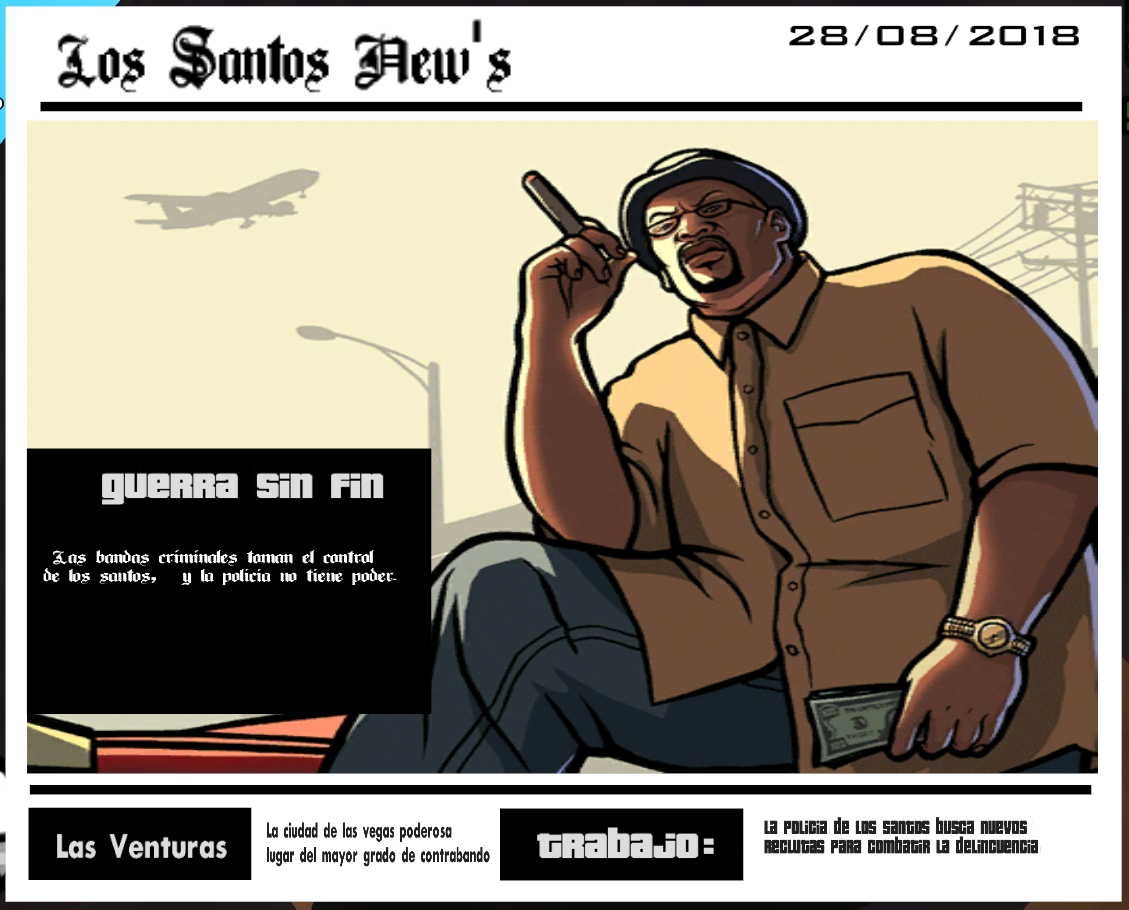 Los Santos New's
28/08/2018
guerra sin fin
Las bandas criminales toman el control
de los santos, y la policia no tiene poder.
Las Venturas
La ciudad de las vegas poderosa
lugar del mayor grado de contrabando
trabajo:
La policia de los santos busca nuevos
reclutas para combatir la delincuencia